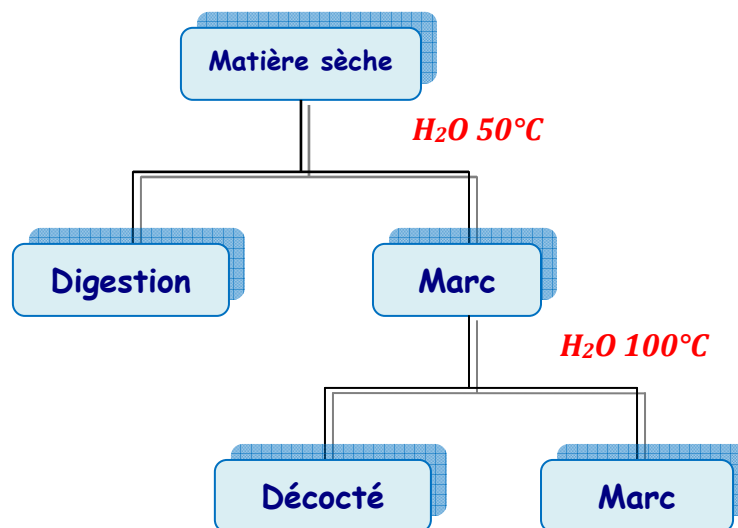 Matière sèche
H₂O 50°C
Digestion
Marc
H₂O 100°C
Décocté
Marc